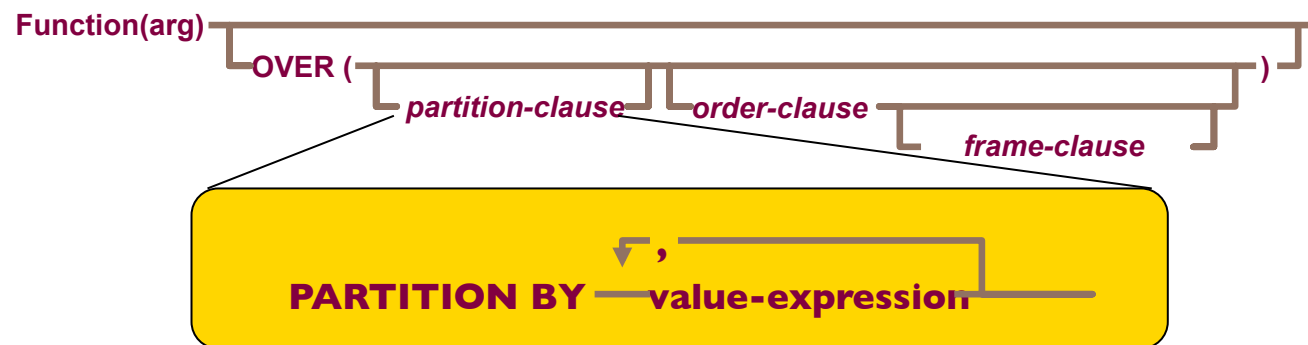 Function(arg)
OVER ( )
partition-clause order-clause
frame-clause
,
PARTITION BY value-expression